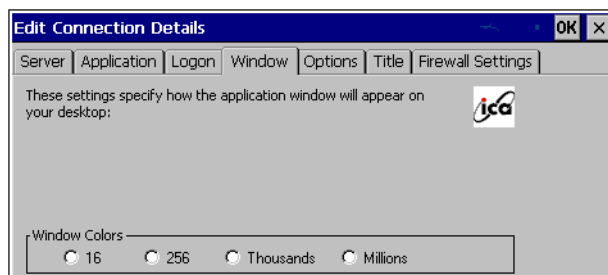 Edit Connection Details OK ×
Server Application Logon Window Options Title Firewall Settings
These settings specify how the application window will appear on
your desktop:
ica
Window Colors
16 256 Thousands Millions